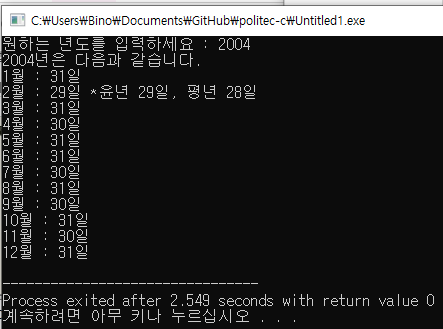 C:₩Users₩Bino₩Documents₩GitHub₩politec-c₩Untitled1.exe
원하는 년도를 입력하세요 : 2004
2004년은 다음과 같습니다.
1월 : 31일
2월 : 29일 *윤년 29일, 평년 28일
3월 : 31일
4월 : 30일
5월 : 31일
6월 : 31일
7월 : 30일
8월 : 31일
9월 : 30일
10월 : 31일
11월 : 30일
12월 : 31일
--------------------------------
Process exited after 2.549 seconds with return value 0
계속하려면 아무 키나 누르십시오 . . .